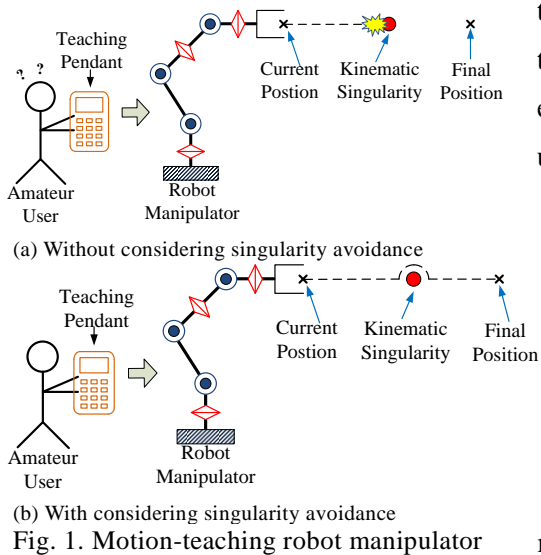 Teaching
Pendant
? ?
Current
Postion
Kinematic
Singularity
Final
Position
Amateur
User
Robot
Manipulator
(a) Without considering singularity avoidance
Teaching
Pendant
Current
Postion
Kinematic
Singularity
Final
Position
Amateur
User
Robot
Manipulator
(b) With considering singularity avoidance
Fig. 1. Motion-teaching robot manipulator